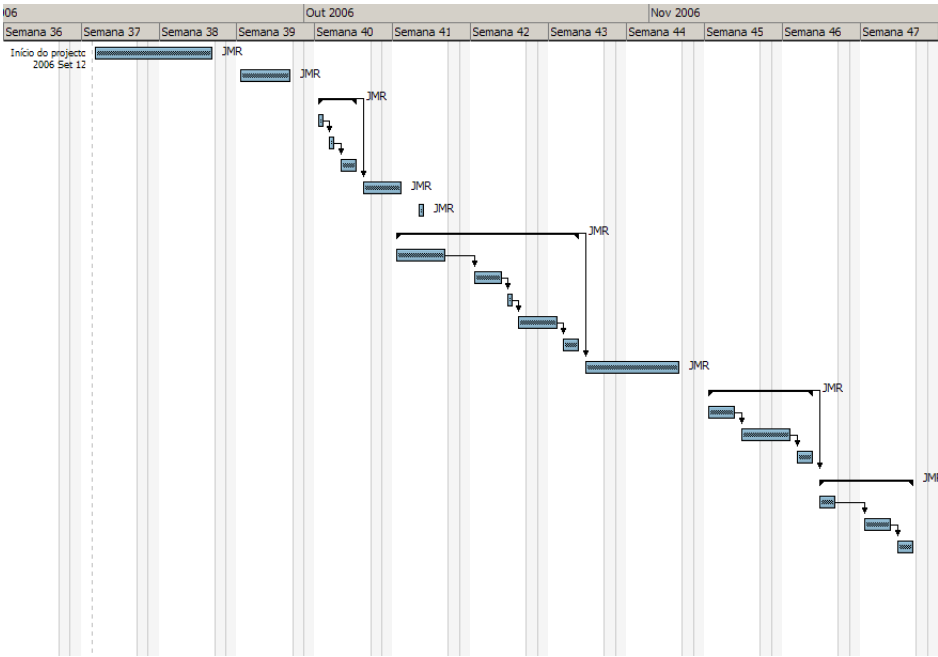 006
Out 2006
Nov 2006
Semana 36 Semana 37 Semana 38 Semana 39 Semana 40 Semana 41 Semana 42 Semana 43 Semana 44 Semana 45 Semana 46 Semana 47
Início do projecto
2006 Set 12
JMR
JMR
JMR
JMR
JMR
JMR
JMR
JMR
JMR